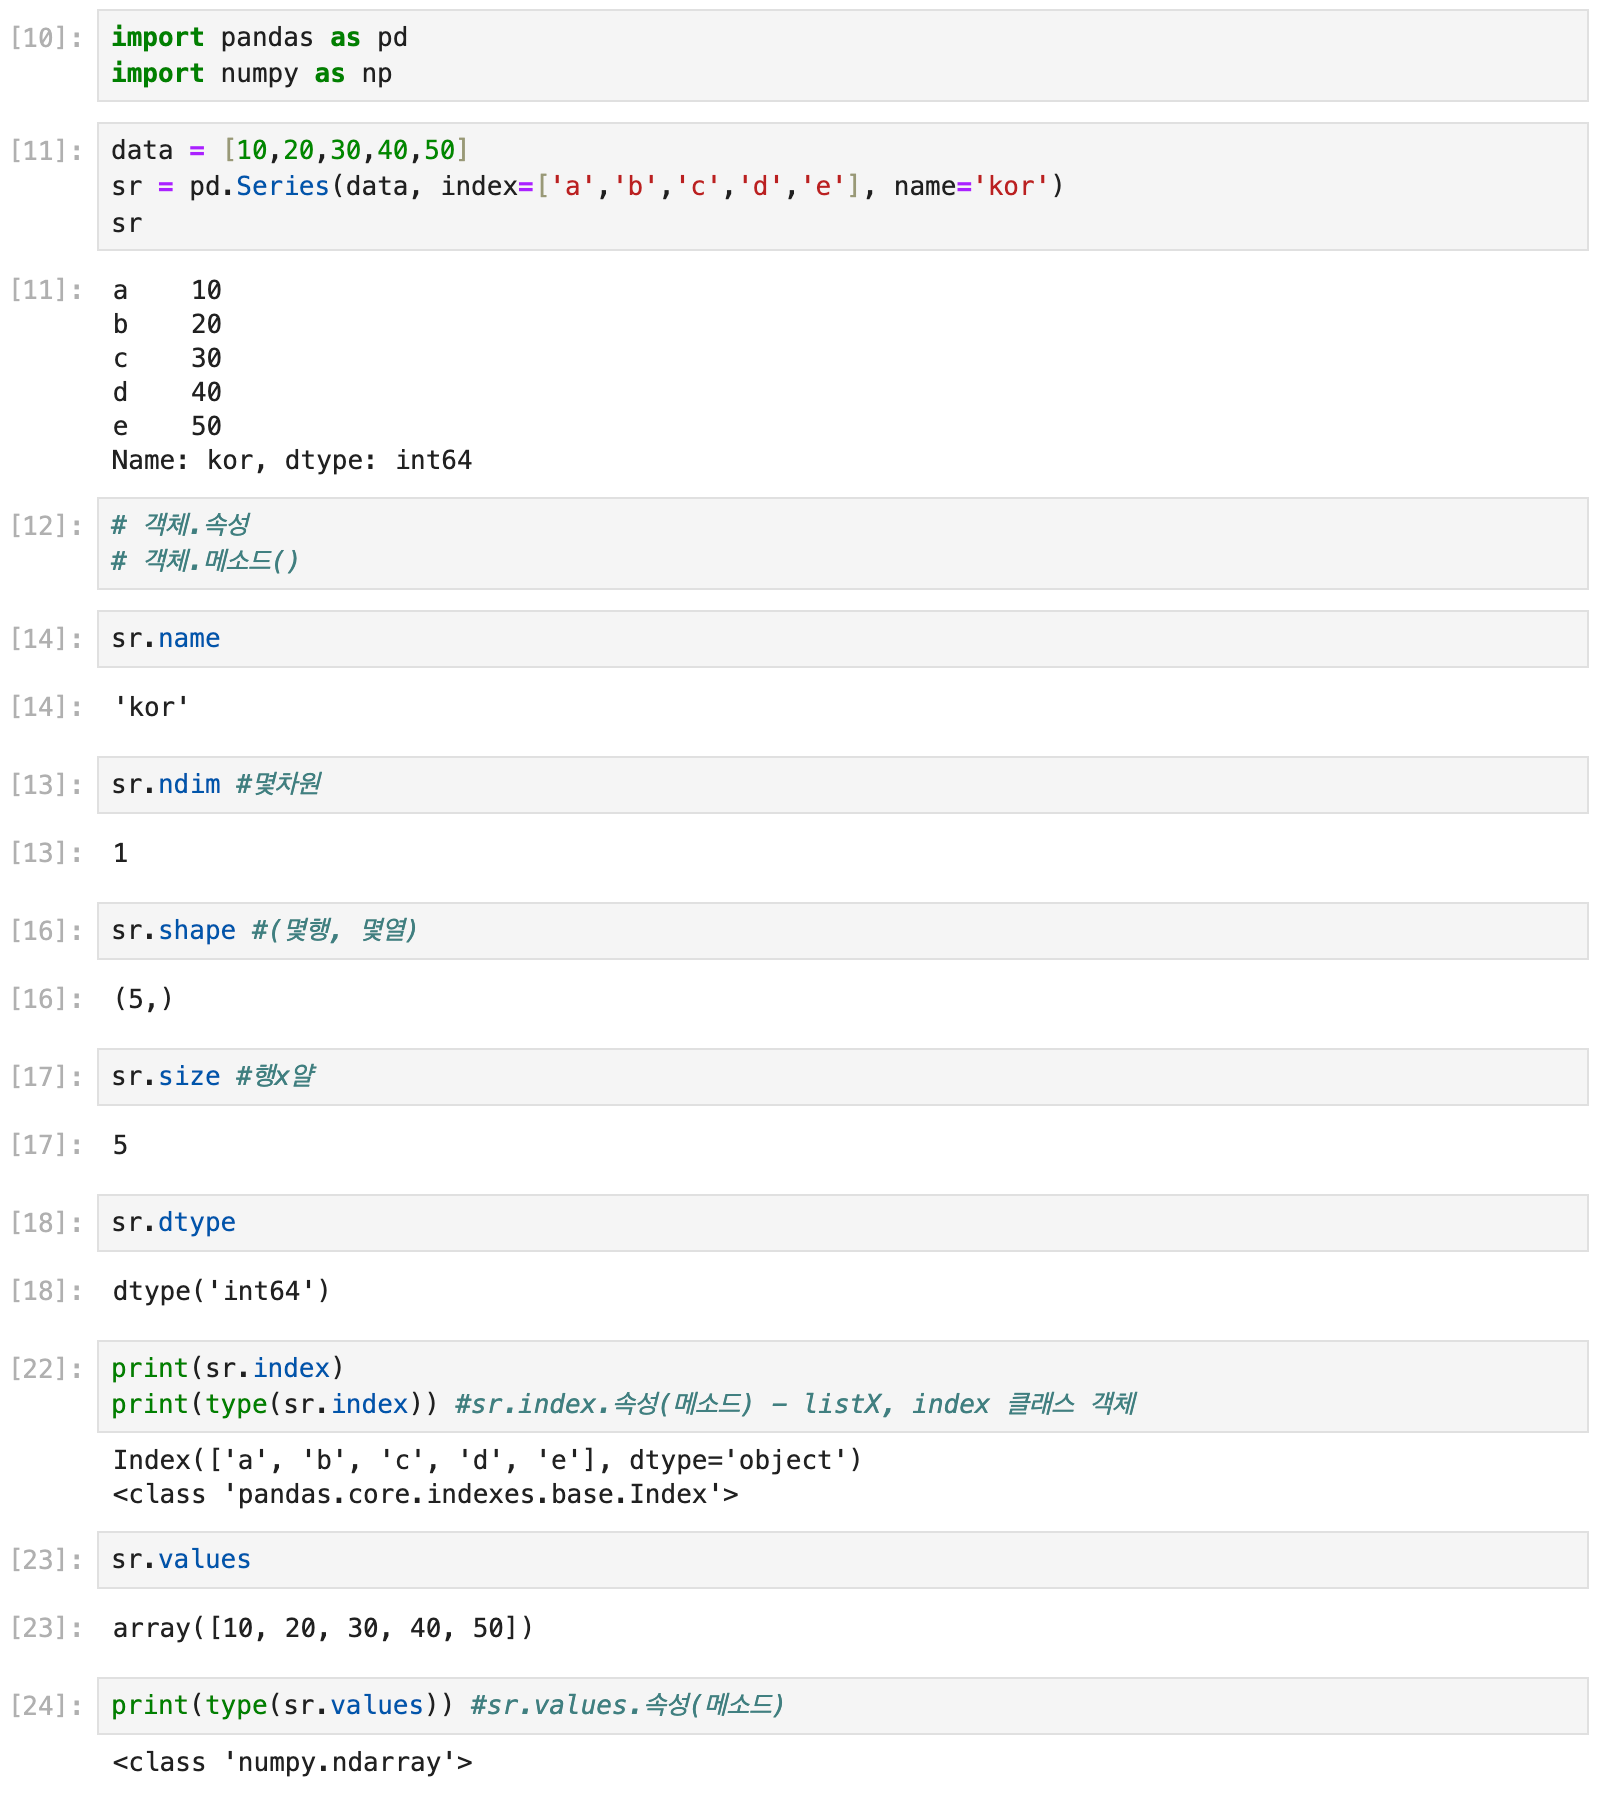 [10]: import pandas as pd
import numpy as np
[11]: data = [10,20,30,40,50]
sr = pd.Series(data, index=['a','b','c','d','e'], name='kor')
sr
[11]: a    10
b    20
c    30
d    40
e    50
Name: kor, dtype: int64
[12]: # 객체.속성
# 객체.메소드()
[14]: sr.name
[14]: 'kor'
[13]: sr.ndim #몇차원
[13]: 1
[16]: sr.shape #(몇행, 몇열)
[16]: (5,)
[17]: sr.size #행x얄
[17]: 5
[18]: sr.dtype
[18]: dtype('int64')
[22]: print(sr.index)
print(type(sr.index)) #sr.index.속성(메소드) - listX, index 클래스 객체
Index(['a', 'b', 'c', 'd', 'e'], dtype='object')
<class 'pandas.core.indexes.base.Index'>
[23]: sr.values
[23]: array([10, 20, 30, 40, 50])
[24]: print(type(sr.values)) #sr.values.속성(메소드)
<class 'numpy.ndarray'>